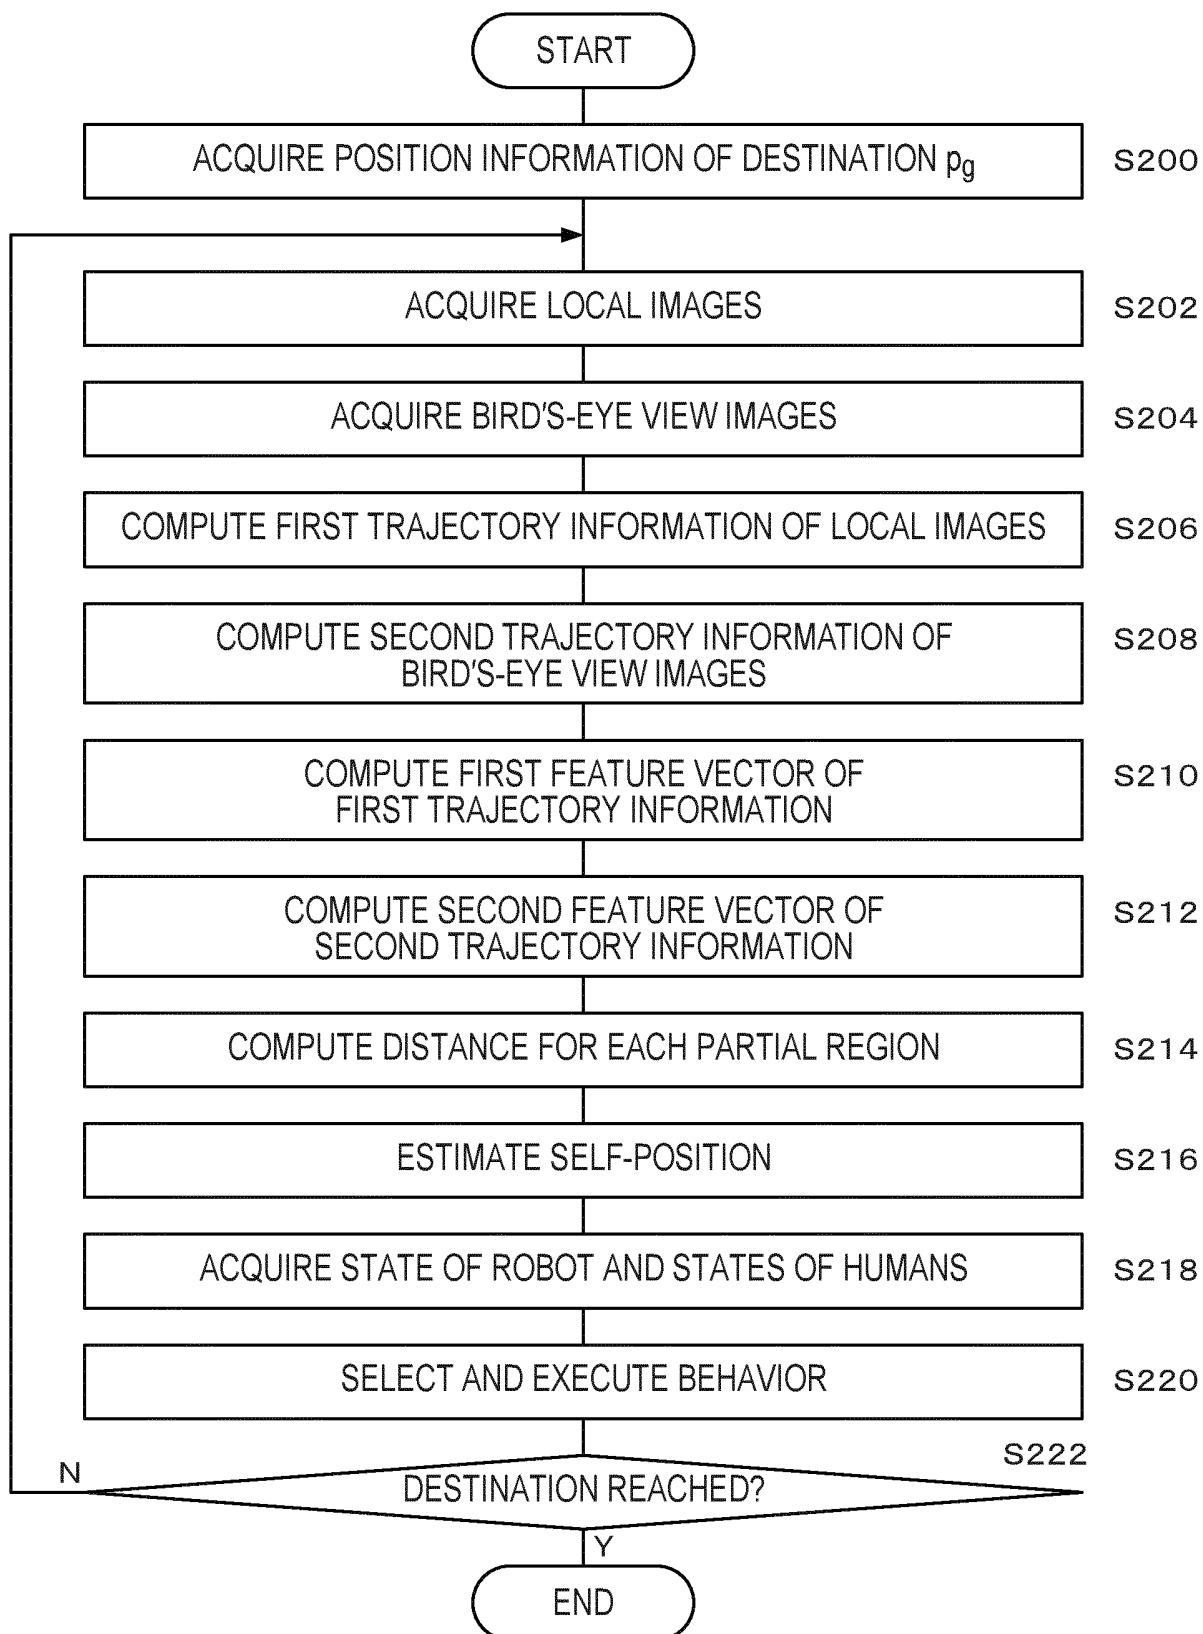 START
ACQUIRE POSITION INFORMATION OF DESTINATION pg
S200
ACQUIRE LOCAL IMAGES
S202
ACQUIRE BIRD'S-EYE VIEW IMAGES
S204
COMPUTE FIRST TRAJECTORY INFORMATION OF LOCAL IMAGES
S206
COMPUTE SECOND TRAJECTORY INFORMATION OF
BIRD'S-EYE VIEW IMAGES
S208
COMPUTE FIRST FEATURE VECTOR OF
FIRST TRAJECTORY INFORMATION
S210
COMPUTE SECOND FEATURE VECTOR OF
SECOND TRAJECTORY INFORMATION
S212
COMPUTE DISTANCE FOR EACH PARTIAL REGION
S214
ESTIMATE SELF-POSITION
S216
ACQUIRE STATE OF ROBOT AND STATES OF HUMANS
S218
SELECT AND EXECUTE BEHAVIOR
S220
S222
N
DESTINATION REACHED?
Y
END